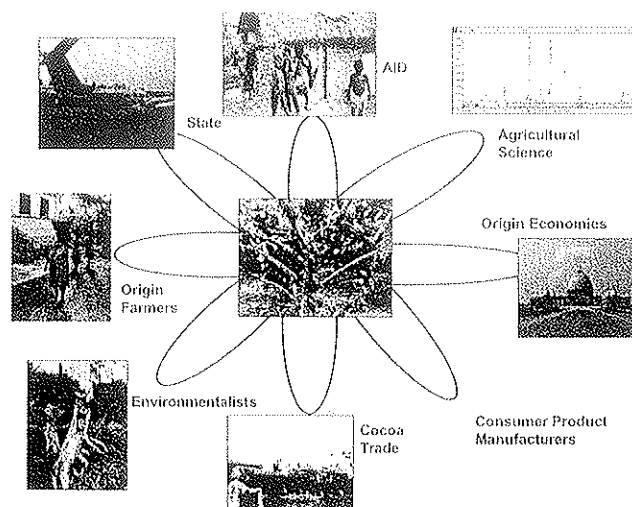 AID
State
Agricultural
Science
Origin Economics
Origin
Farmers
Environmentalists
Cocoa
Trade
Consumer Product
Manufacturers